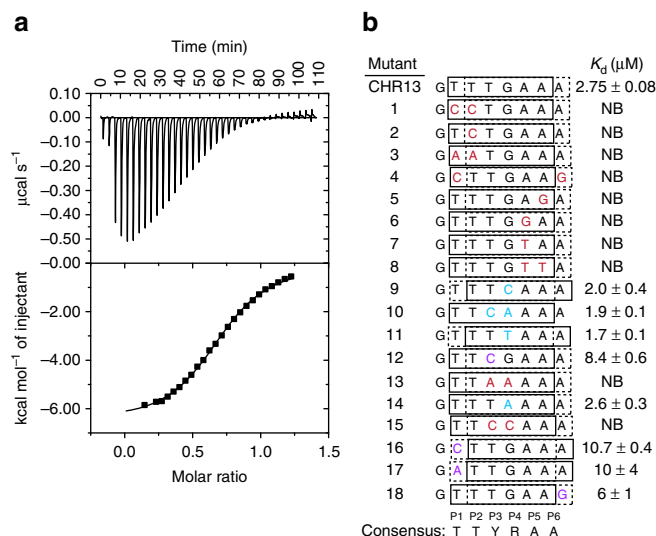 a
Time (min)
0 10 20 30 40 50 60 70 80 90 100 110
0.10
0.00
−0.10
−0.20
−0.30
−0.40
−0.50
−0.00
µcal s−1
−2.00
−4.00
−6.00
kcal mol−1 of injectant
0.0 0.5 1.0 1.5
Molar ratio
b
Mutant Kd (µM)
CHR13 G T T T G A A A 2.75 ± 0.08
1 G C C T G A A A NB
2 G T C T G A A A NB
3 G A A T G A A A NB
4 G C T T G A A G NB
5 G T T T G A G A NB
6 G T T T G G A A NB
7 G T T T G T A A NB
8 G T T T G T T A NB
9 G T T T C A A A 2.0 ± 0.4
10 G T T C A A A A 1.9 ± 0.1
11 G T T T T A A A 1.7 ± 0.1
12 G T T C G A A A 8.4 ± 0.6
13 G T T A A A A A NB
14 G T T T A A A A 2.6 ± 0.3
15 G T T C C A A A NB
16 G C T T G A A A 10.7 ± 0.4
17 G A T T G A A A 10 ± 4
18 G T T T G A A G 6 ± 1
P1 P2 P3 P4 P5 P6
Consensus: T T Y R A A